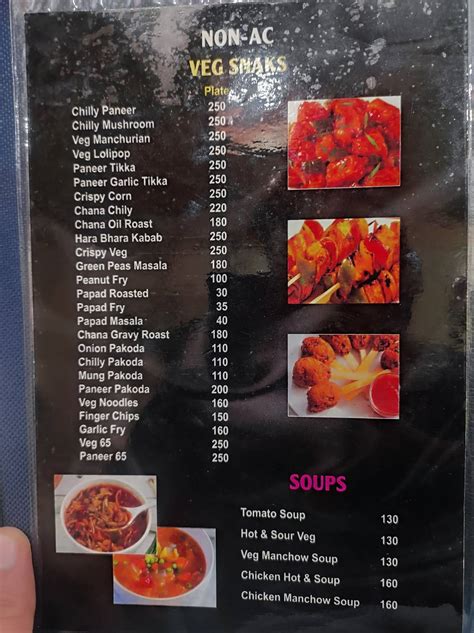 NON-AC
VEG SNAKS
Plate
Chilly Paneer 250
Chilly Mushroom 250
Veg Manchurian 250
Veg Lolipop 250
Paneer Tikka 250
Paneer Garlic Tikka 250
Crispy Corn 250
Chana Chily 220
Chana Oil Roast 180
Hara Bhara Kabab 250
Crispy Veg 250
Green Peas Masala 180
Peanut Fry 100
Papad Roasted 30
Papad Fry 35
Papad Masala 40
Chana Gravy Roast 180
Onion Pakoda 110
Chilly Pakoda 110
Mung Pakoda 110
Paneer Pakoda 200
Veg Noodles 160
Finger Chips 150
Garlic Fry 160
Veg 65 250
Paneer 65 250
SOUPS
Tomato Soup 130
Hot & Sour Veg 130
Veg Manchow Soup 130
Chicken Hot & Soup 160
Chicken Manchow Soup 160